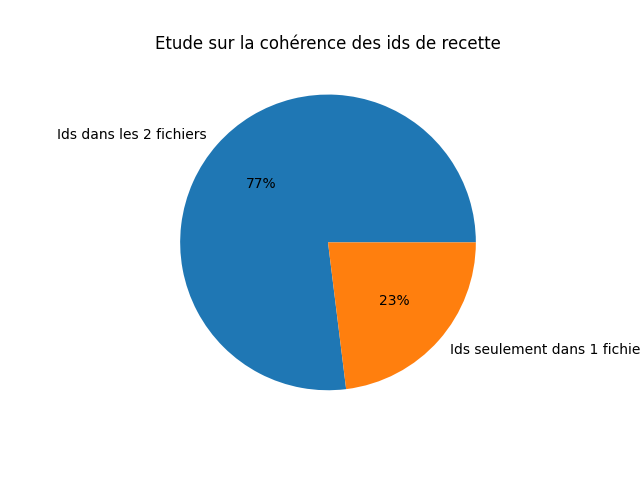 Etude sur la cohérence des ids de recette
Ids dans les 2 fichiers
77%
23%
Ids seulement dans 1 fichie